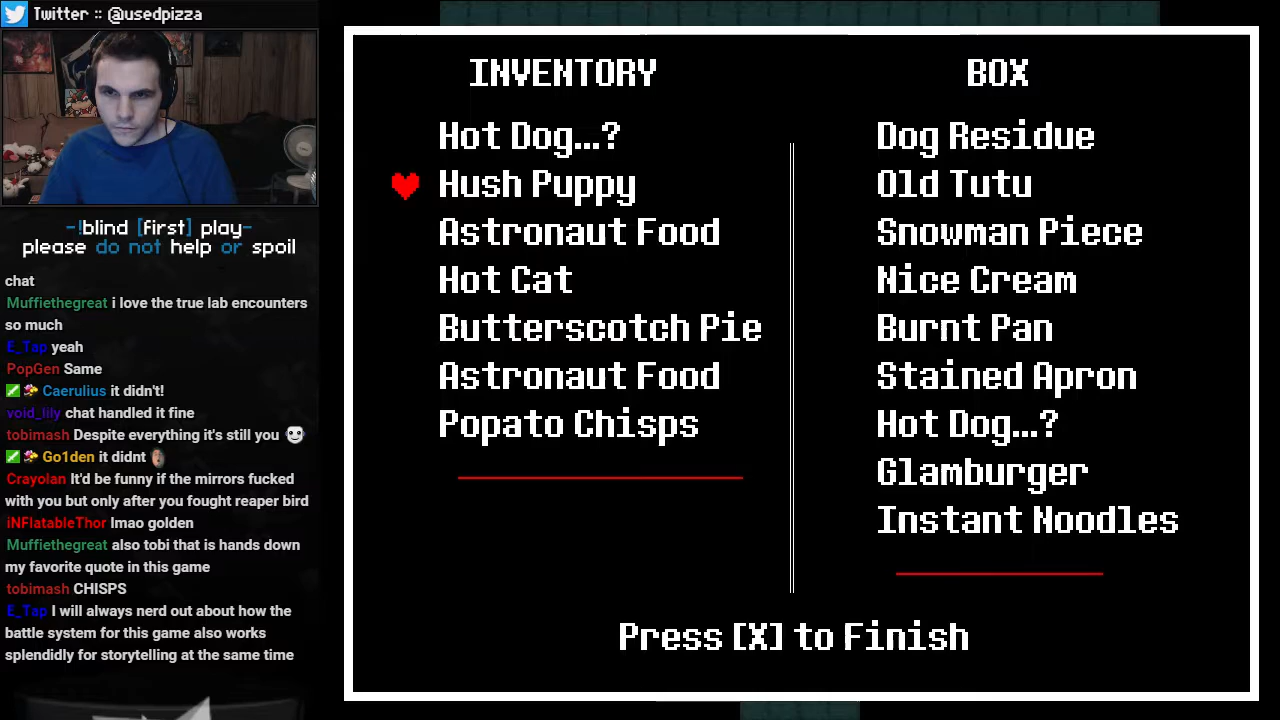 Twitter :: @usedpizza
-!blind [first] play-
please do not help or spoil
chat
Muffiethegreat i love the true lab encounters
so much
E_Tap yeah
PopGen Same
Caerulius it didn't!
void_lily chat handled it fine
tobimash Despite everything it's still you
Go1den it didnt
Crayolan It'd be funny if the mirrors fucked
with you but only after you fought reaper bird
iNFlatableThor lmao golden
Muffiethegreat also tobi that is hands down
my favorite quote in this game
tobimash CHISPS
E_Tap I will always nerd out about how the
battle system for this game also works
splendidly for storytelling at the same time
INVENTORY
Hot Dog...?
Hush Puppy
Astronaut Food
Hot Cat
Butterscotch Pie
Astronaut Food
Popato Chisps
BOX
Dog Residue
Old Tutu
Snowman Piece
Nice Cream
Burnt Pan
Stained Apron
Hot Dog...?
Glamburger
Instant Noodles
Press [X] to Finish